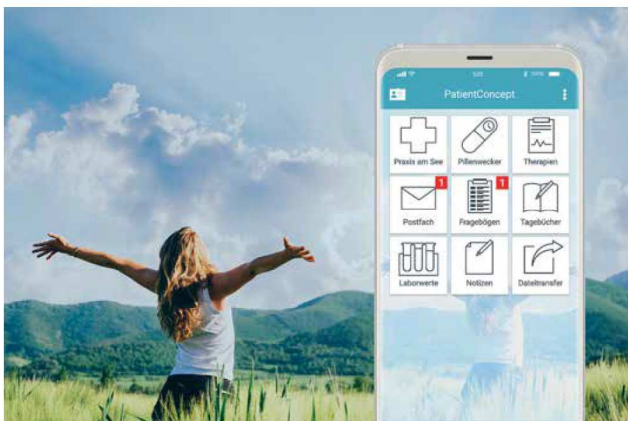 PatientConcept
Praxis am See
Pillenwecker
Therapien
1
1
Postfach
Fragebögen
Tagebücher
Laborwerte
Notizen
Dateitransfer